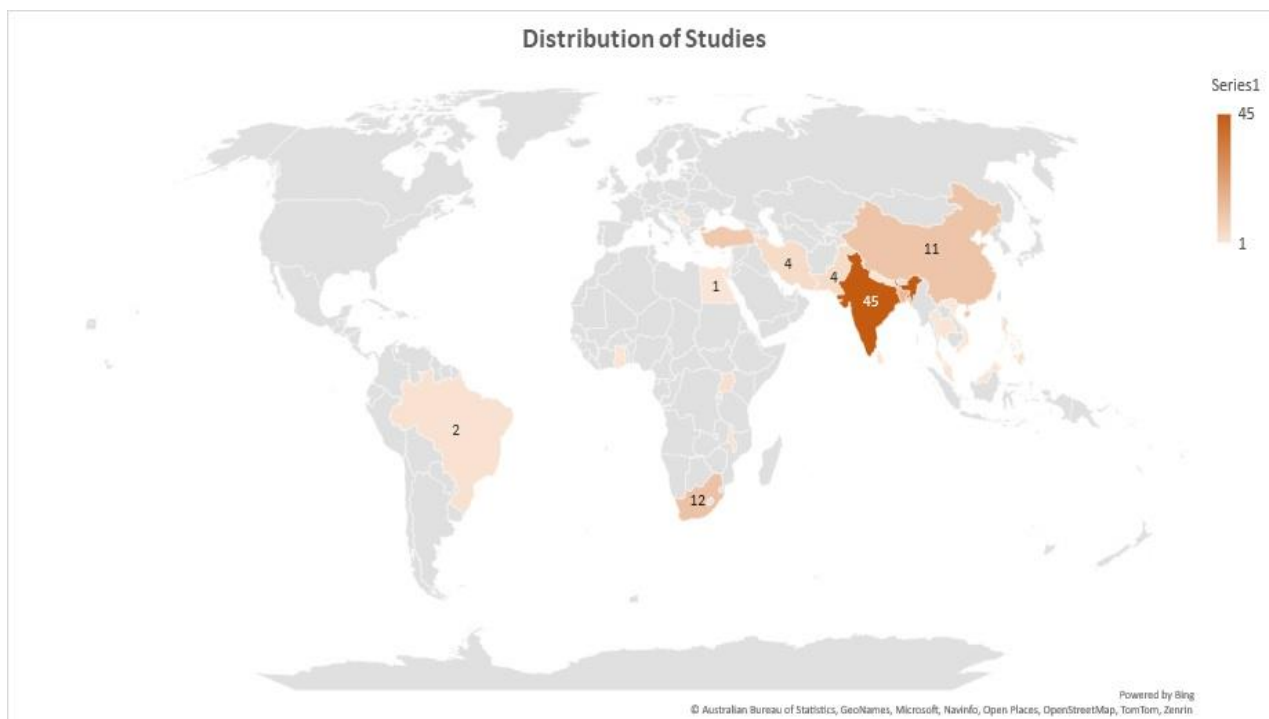 Distribution of Studies
Series1
45
1
11
4
4
1
45
2
12
Powered by Bing
© Australian Bureau of Statistics, GeoNames, Microsoft, Navinfo, Open Places, OpenStreetMap, TomTom, Zenrin